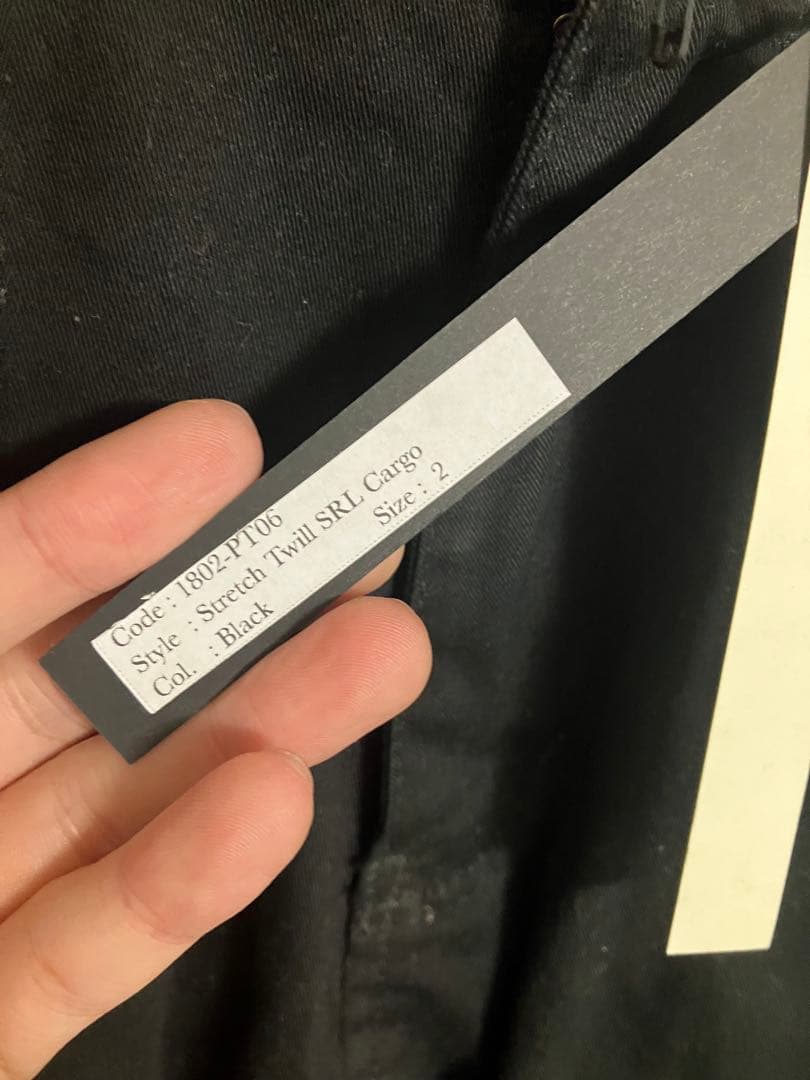 Code : 1802-PT06
Style : Stretch Twill SRL Cargo
Col. : Black Size : 2